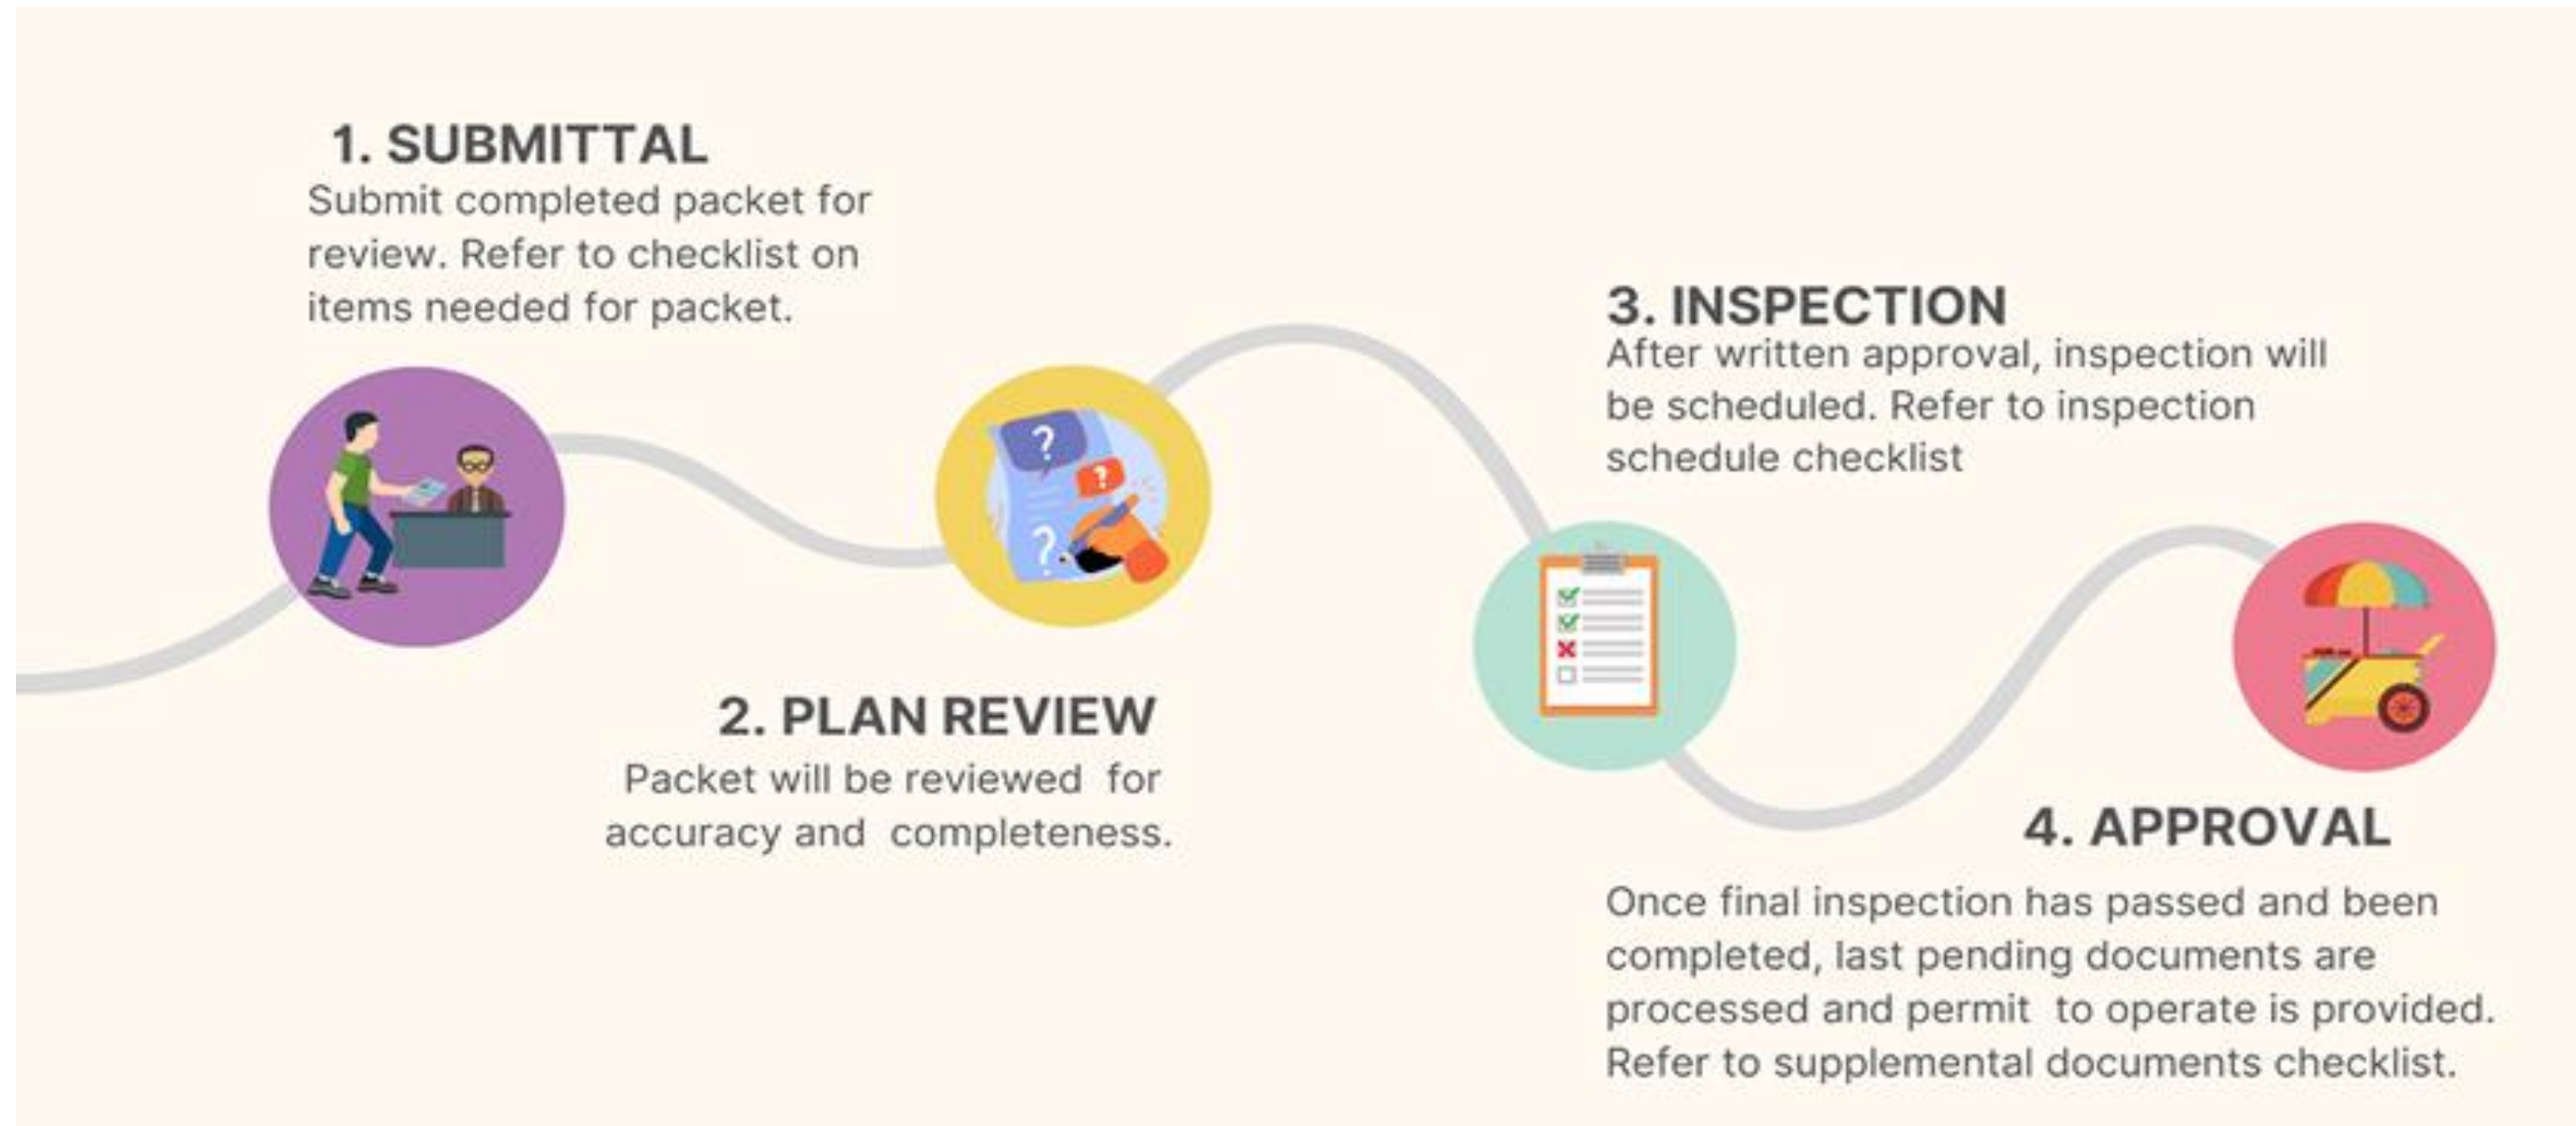 1. SUBMITTAL
Submit completed packet for
review. Refer to checklist on
items needed for packet.
?
?
?
2. PLAN REVIEW
Packet will be reviewed for
accuracy and completeness.
3. INSPECTION
After written approval, inspection will
be scheduled. Refer to inspection
schedule checklist
4. APPROVAL
Once final inspection has passed and been
completed, last pending documents are
processed and permit to operate is provided.
Refer to supplemental documents checklist.